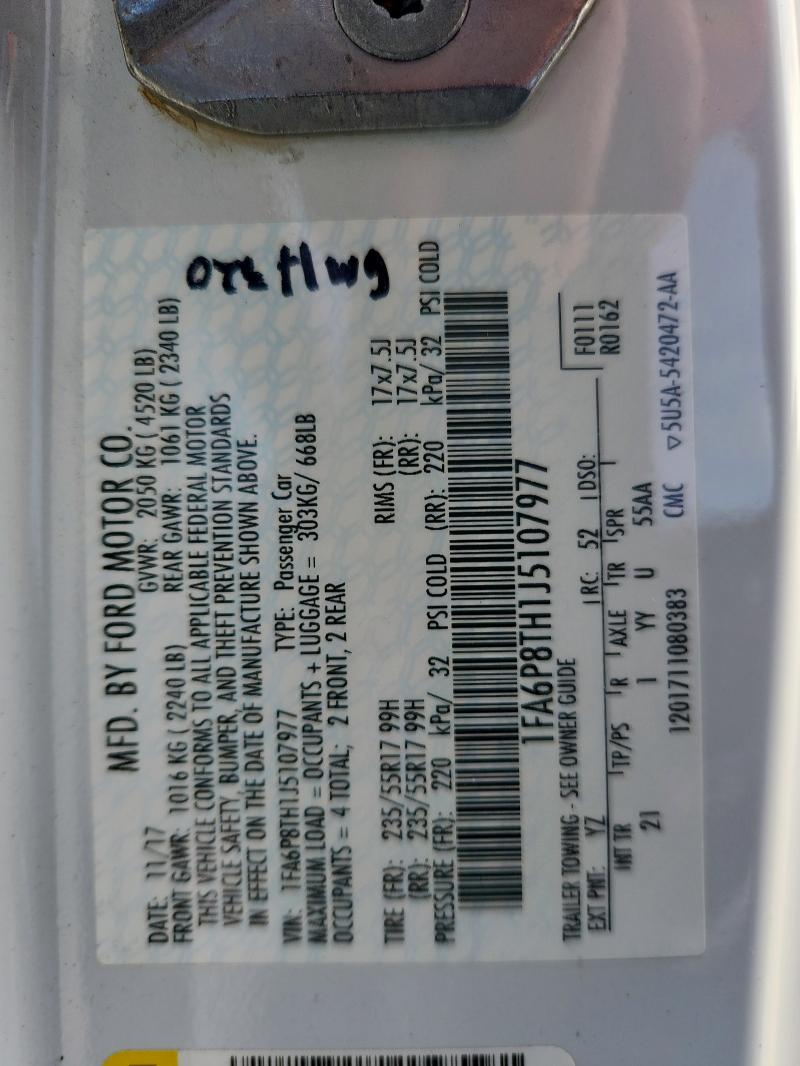 MFD. BY FORD MOTOR CO.
DATE: 11/17 GVWR: 2050 KG ( 4520 LB)
FRONT GAWR: 1016 KG ( 2240 LB) REAR GAWR: 1061 KG ( 2340 LB)
THIS VEHICLE CONFORMS TO ALL APPLICABLE FEDERAL MOTOR
VEHICLE SAFETY, BUMPER, AND THEFT PREVENTION STANDARDS
IN EFFECT ON THE DATE OF MANUFACTURE SHOWN ABOVE.
VIN: 1FA6P8TH1J5107977 TYPE: Passenger Car
MAXIMUM LOAD = OCCUPANTS + LUGGAGE = 303KG/ 668LB
OCCUPANTS = 4 TOTAL; 2 FRONT, 2 REAR
TIRE (FR): 235/55R17 99H RIMS (FR): 17x7.5J
(RR): 235/55R17 99H (RR): 17x7.5J
PRESSURE (FR): 220 kPa/ 32 PSI COLD (RR): 220 kPa/ 32 PSI COLD
1FA6P8TH1J5107977
TRAILER TOWING - SEE OWNER GUIDE
EXT PNT: YZ RC: 52 DSO: F0111
R0162
INT TR TP/PS R AXLE TR SPR
21 I YY U 55AA
1201711080383 CMC ▽5U5A-5420472-AA